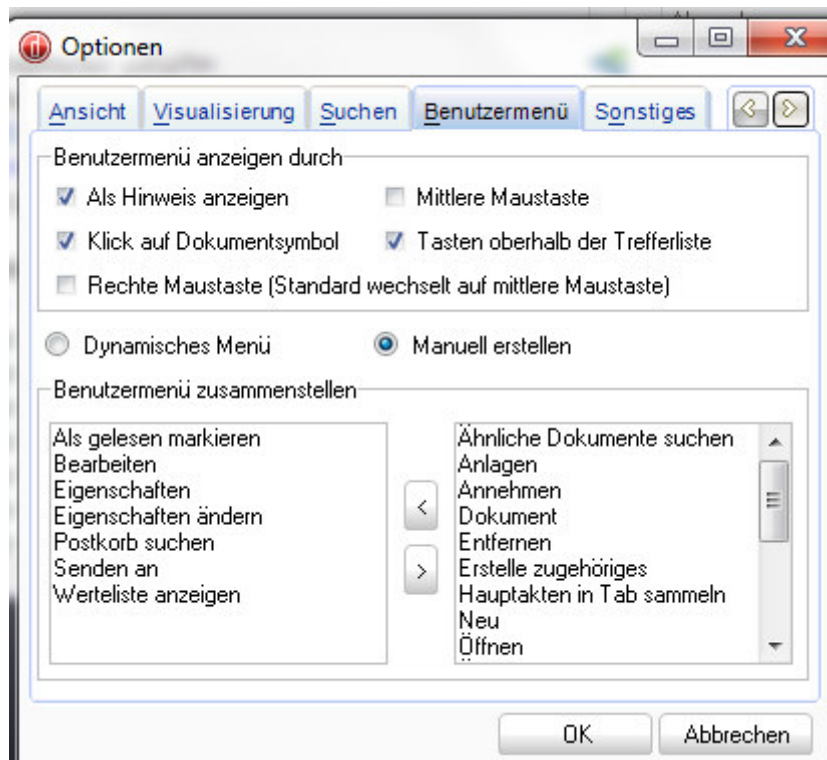 Optionen
Ansicht Visualisierung Suchen Benutzermenü Sonstiges
Benutzermenü anzeigen durch
Als Hinweis anzeigen Mittlere Maustaste
Klick auf Dokumentsymbol Tasten oberhalb der Trefferliste
Rechte Maustaste (Standard wechselt auf mittlere Maustaste)
Dynamisches Menü Manuell erstellen
Benutzermenü zusammenstellen
Als gelesen markieren
Bearbeiten
Eigenschaften
Eigenschaften ändern
Postkorb suchen
Senden an
Werteliste anzeigen
<
>
Ähnliche Dokumente suchen
Anlagen
Annehmen
Dokument
Entfernen
Erstelle zugehöriges
Hauptakten in Tab sammeln
Neu
Öffnen
OK Abbrechen